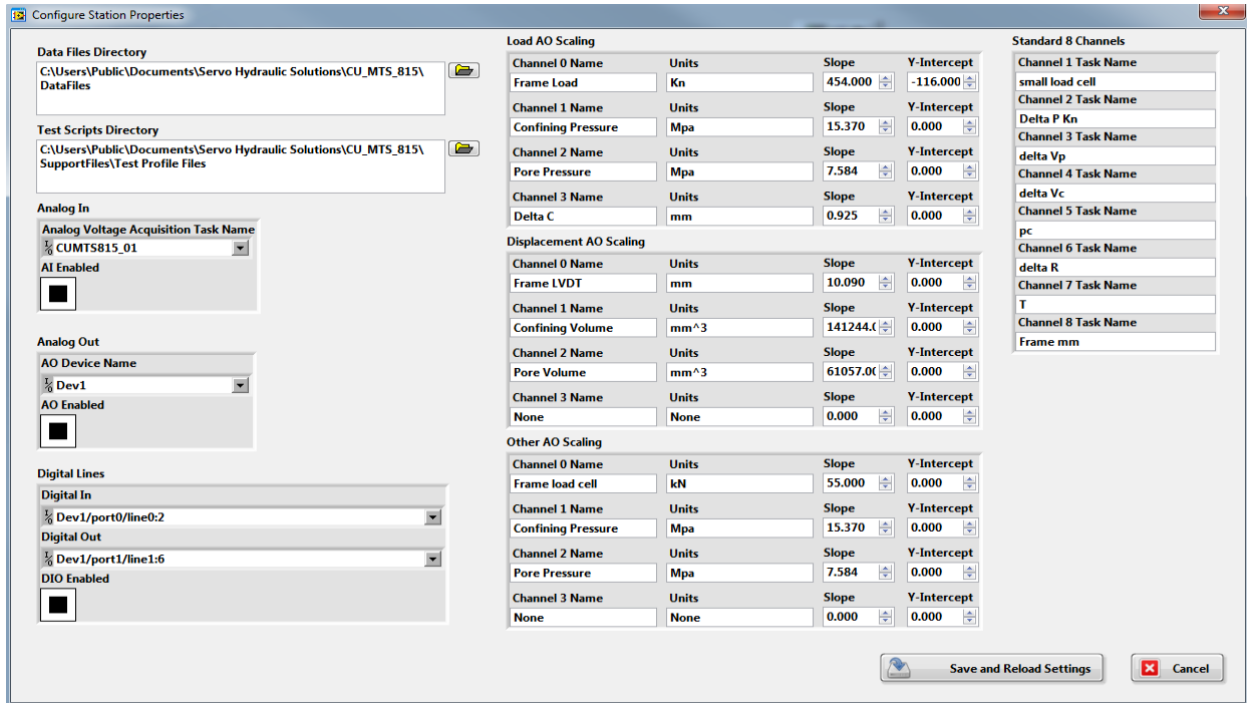 Configure Station Properties
Data Files Directory
C:\Users\Public\Documents\Servo Hydraulic Solutions\CU_MTS_815\
DataFiles
Test Scripts Directory
C:\Users\Public\Documents\Servo Hydraulic Solutions\CU_MTS_815\
SupportFiles\Test Profile Files
Analog In
Analog Voltage Acquisition Task Name
CUMTS815_01
AI Enabled
Analog Out
AO Device Name
Dev1
AO Enabled
Digital Lines
Digital In
Dev1/port0/line0:2
Digital Out
Dev1/port1/line1:6
DIO Enabled
Load AO Scaling
Channel 0 Name Units Slope Y-Intercept
Frame Load Kn 454.000 -116.000
Channel 1 Name Units Slope Y-Intercept
Confining Pressure Mpa 15.370 0.000
Channel 2 Name Units Slope Y-Intercept
Pore Pressure Mpa 7.584 0.000
Channel 3 Name Units Slope Y-Intercept
Delta C mm 0.925 0.000
Displacement AO Scaling
Channel 0 Name Units Slope Y-Intercept
Frame LVDT mm 10.090 0.000
Channel 1 Name Units Slope Y-Intercept
Confining Volume mm^3 141244.0 0.000
Channel 2 Name Units Slope Y-Intercept
Pore Volume mm^3 61057.00 0.000
Channel 3 Name Units Slope Y-Intercept
None None 0.000 0.000
Other AO Scaling
Channel 0 Name Units Slope Y-Intercept
Frame load cell kN 55.000 0.000
Channel 1 Name Units Slope Y-Intercept
Confining Pressure Mpa 15.370 0.000
Channel 2 Name Units Slope Y-Intercept
Pore Pressure Mpa 7.584 0.000
Channel 3 Name Units Slope Y-Intercept
None None 0.000 0.000
Standard 8 Channels
Channel 1 Task Name
small load cell
Channel 2 Task Name
Delta P Kn
Channel 3 Task Name
delta Vp
Channel 4 Task Name
delta Vc
Channel 5 Task Name
pc
Channel 6 Task Name
delta R
Channel 7 Task Name
T
Channel 8 Task Name
Frame mm
Save and Reload Settings
Cancel